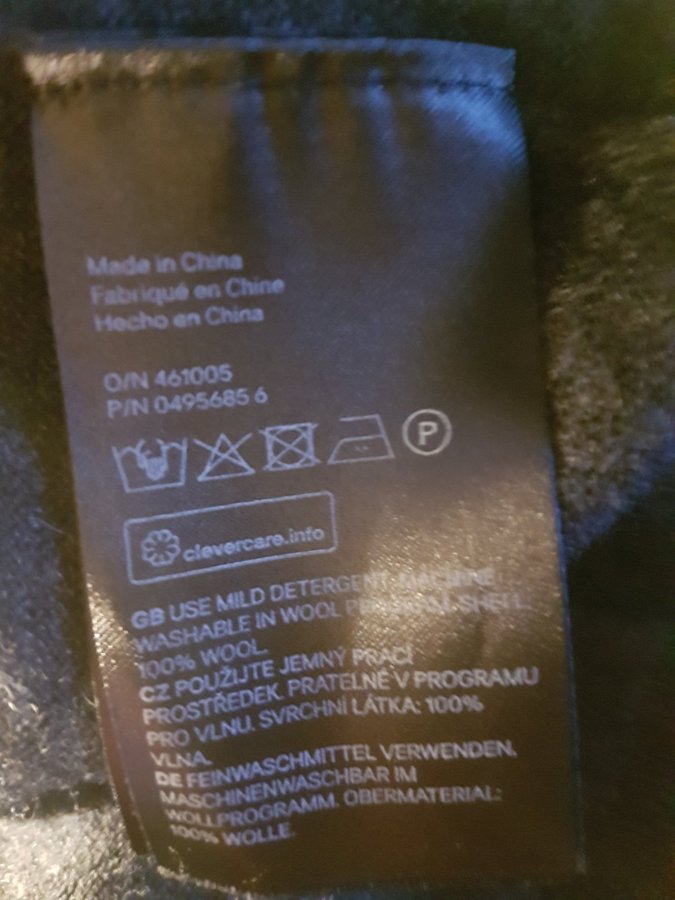 Made in China
Fabriqué en Chine
Hecho en China
O/N 461005
P/N 0495685 6
P
clevercare.info
GB USE MILD DETERGENT. MACHINE
WASHABLE IN WOOL PROGRAM. SHELL:
100% WOOL.
CZ POUŽIJTE JEMNÝ PRACÍ
PROSTŘEDEK. PRATELNÉ V PROGRAMU
PRO VLNU. SVRCHNÍ LÁTKA: 100%
VLNA.
DE FEINWASCHMITTEL VERWENDEN.
MASCHINENWASCHBAR IM
WOLLPROGRAMM. OBERMATERIAL:
100% WOLLE.